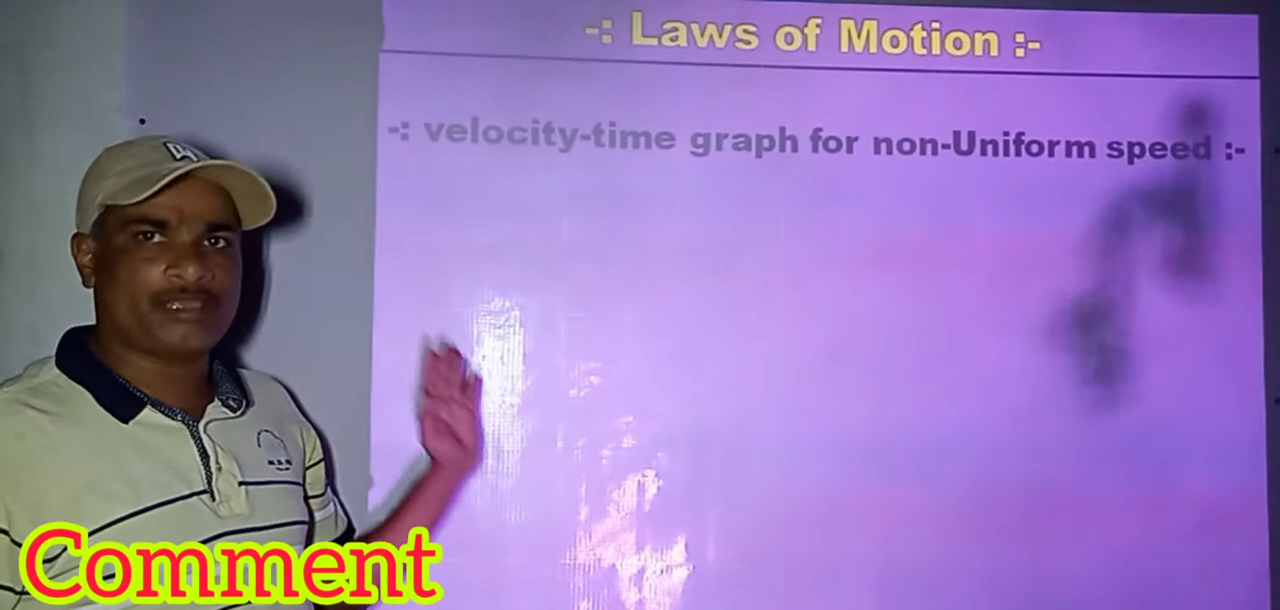 -: Laws of Motion :-
-: velocity-time graph for non-Uniform speed :-
Comment